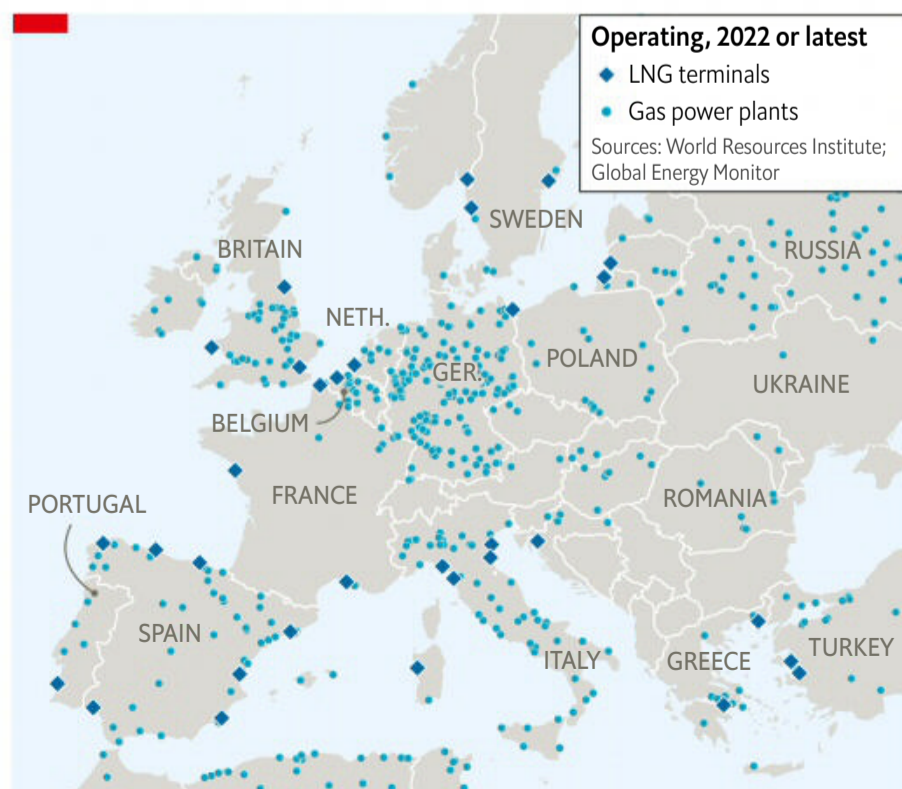 Operating, 2022 or latest
LNG terminals
Gas power plants
Sources: World Resources Institute;
Global Energy Monitor
SWEDEN
BRITAIN
RUSSIA
NETH.
POLAND
GER.
UKRAINE
BELGIUM
FRANCE
ROMANIA
PORTUGAL
SPAIN
ITALY
GREECE
TURKEY